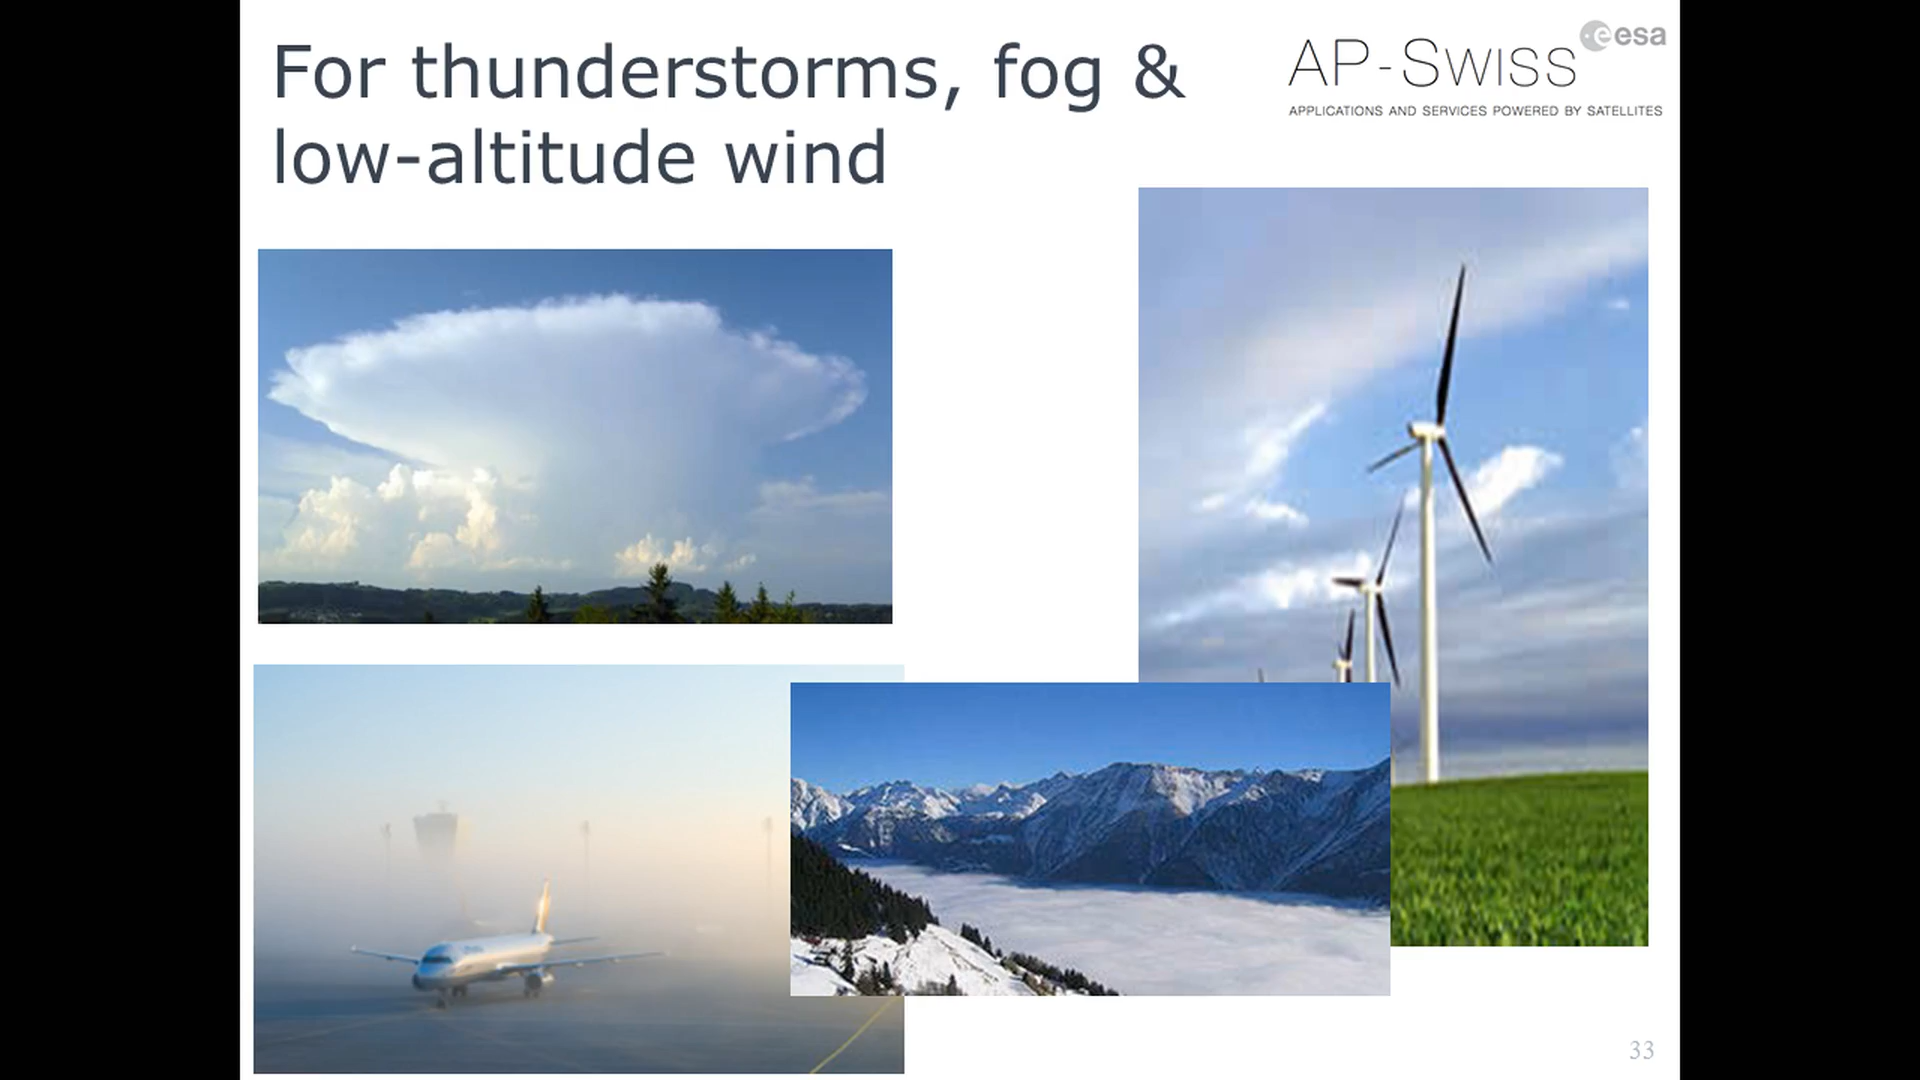 For thunderstorms, fog &
low-altitude wind
esa
AP-Swiss
APPLICATIONS AND SERVICES POWERED BY SATELLITES
33